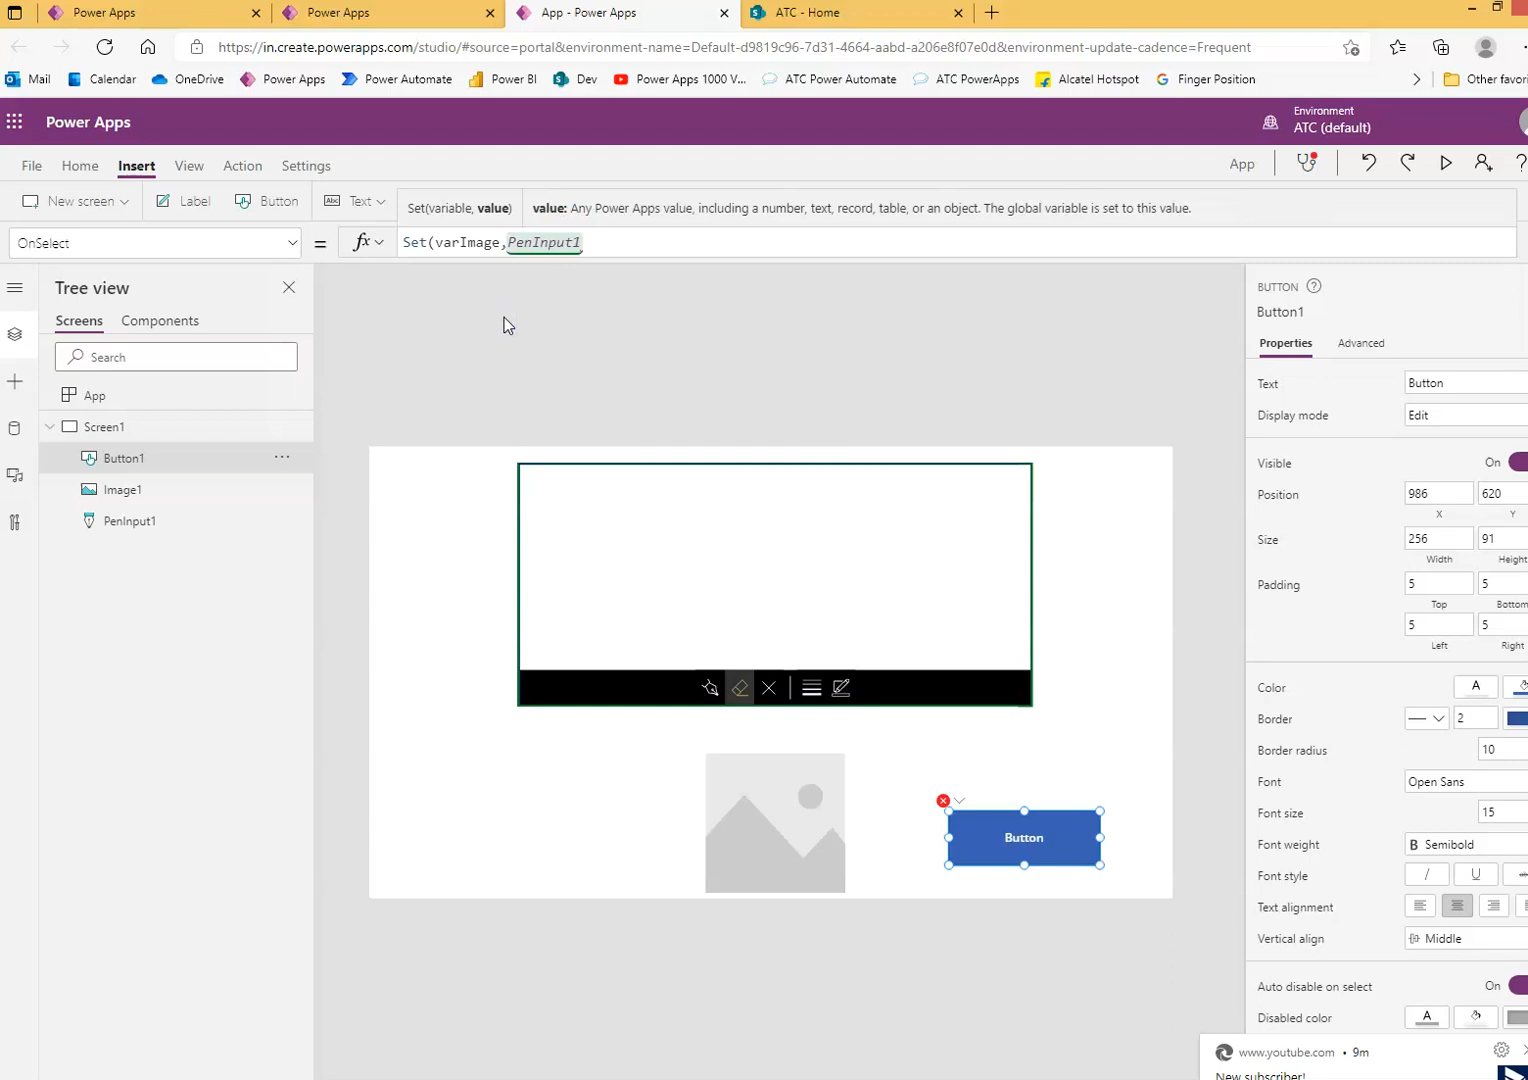 Power Apps
Power Apps
App - Power Apps
ATC - Home
https://in.create.powerapps.com/studio/#source=portal&environment-name=Default-d9819c96-7d31-4664-aabd-a206e8f07e0d&environment-update-cadence=Frequent
Mail Calendar OneDrive Power Apps Power Automate Power BI Dev Power Apps 1000 V... ATC Power Automate ATC PowerApps Alcatel Hotspot Finger Position Other favori
Power Apps
Environment
ATC (default)
File Home Insert View Action Settings App
New screen Label Button Abc Text Set(variable, value) value: Any Power Apps value, including a number, text, record, table, or an object. The global variable is set to this value.
OnSelect = fx Set(varImage,PenInput1
Tree view
Screens Components
Search
App
Screen1
Button1 ...
Image1
PenInput1
Button
BUTTON ?
Button1
Properties Advanced
Text Button
Display mode Edit
Visible On
Position 986 620
X Y
Size 256 91
Width Height
Padding 5 5
Top Bottom
5 5
Left Right
Color A
Border 2
Border radius 10
Font Open Sans
Font size 15
Font weight B Semibold
Font style / U
Text alignment
Vertical align Middle
Auto disable on select On
Disabled color A
www.youtube.com • 9m
New subscriber!